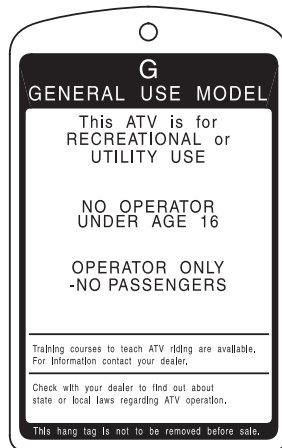 G
GENERAL USE MODEL
This ATV is for
RECREATIONAL or
UTILITY USE
NO OPERATOR
UNDER AGE 16
OPERATOR ONLY
-NO PASSENGERS
Training courses to teach ATV riding are available.
For information contact your dealer.
Check with your dealer to find out about
state or local laws regarding ATV operation.
This hang tag is not to be removed before sale.